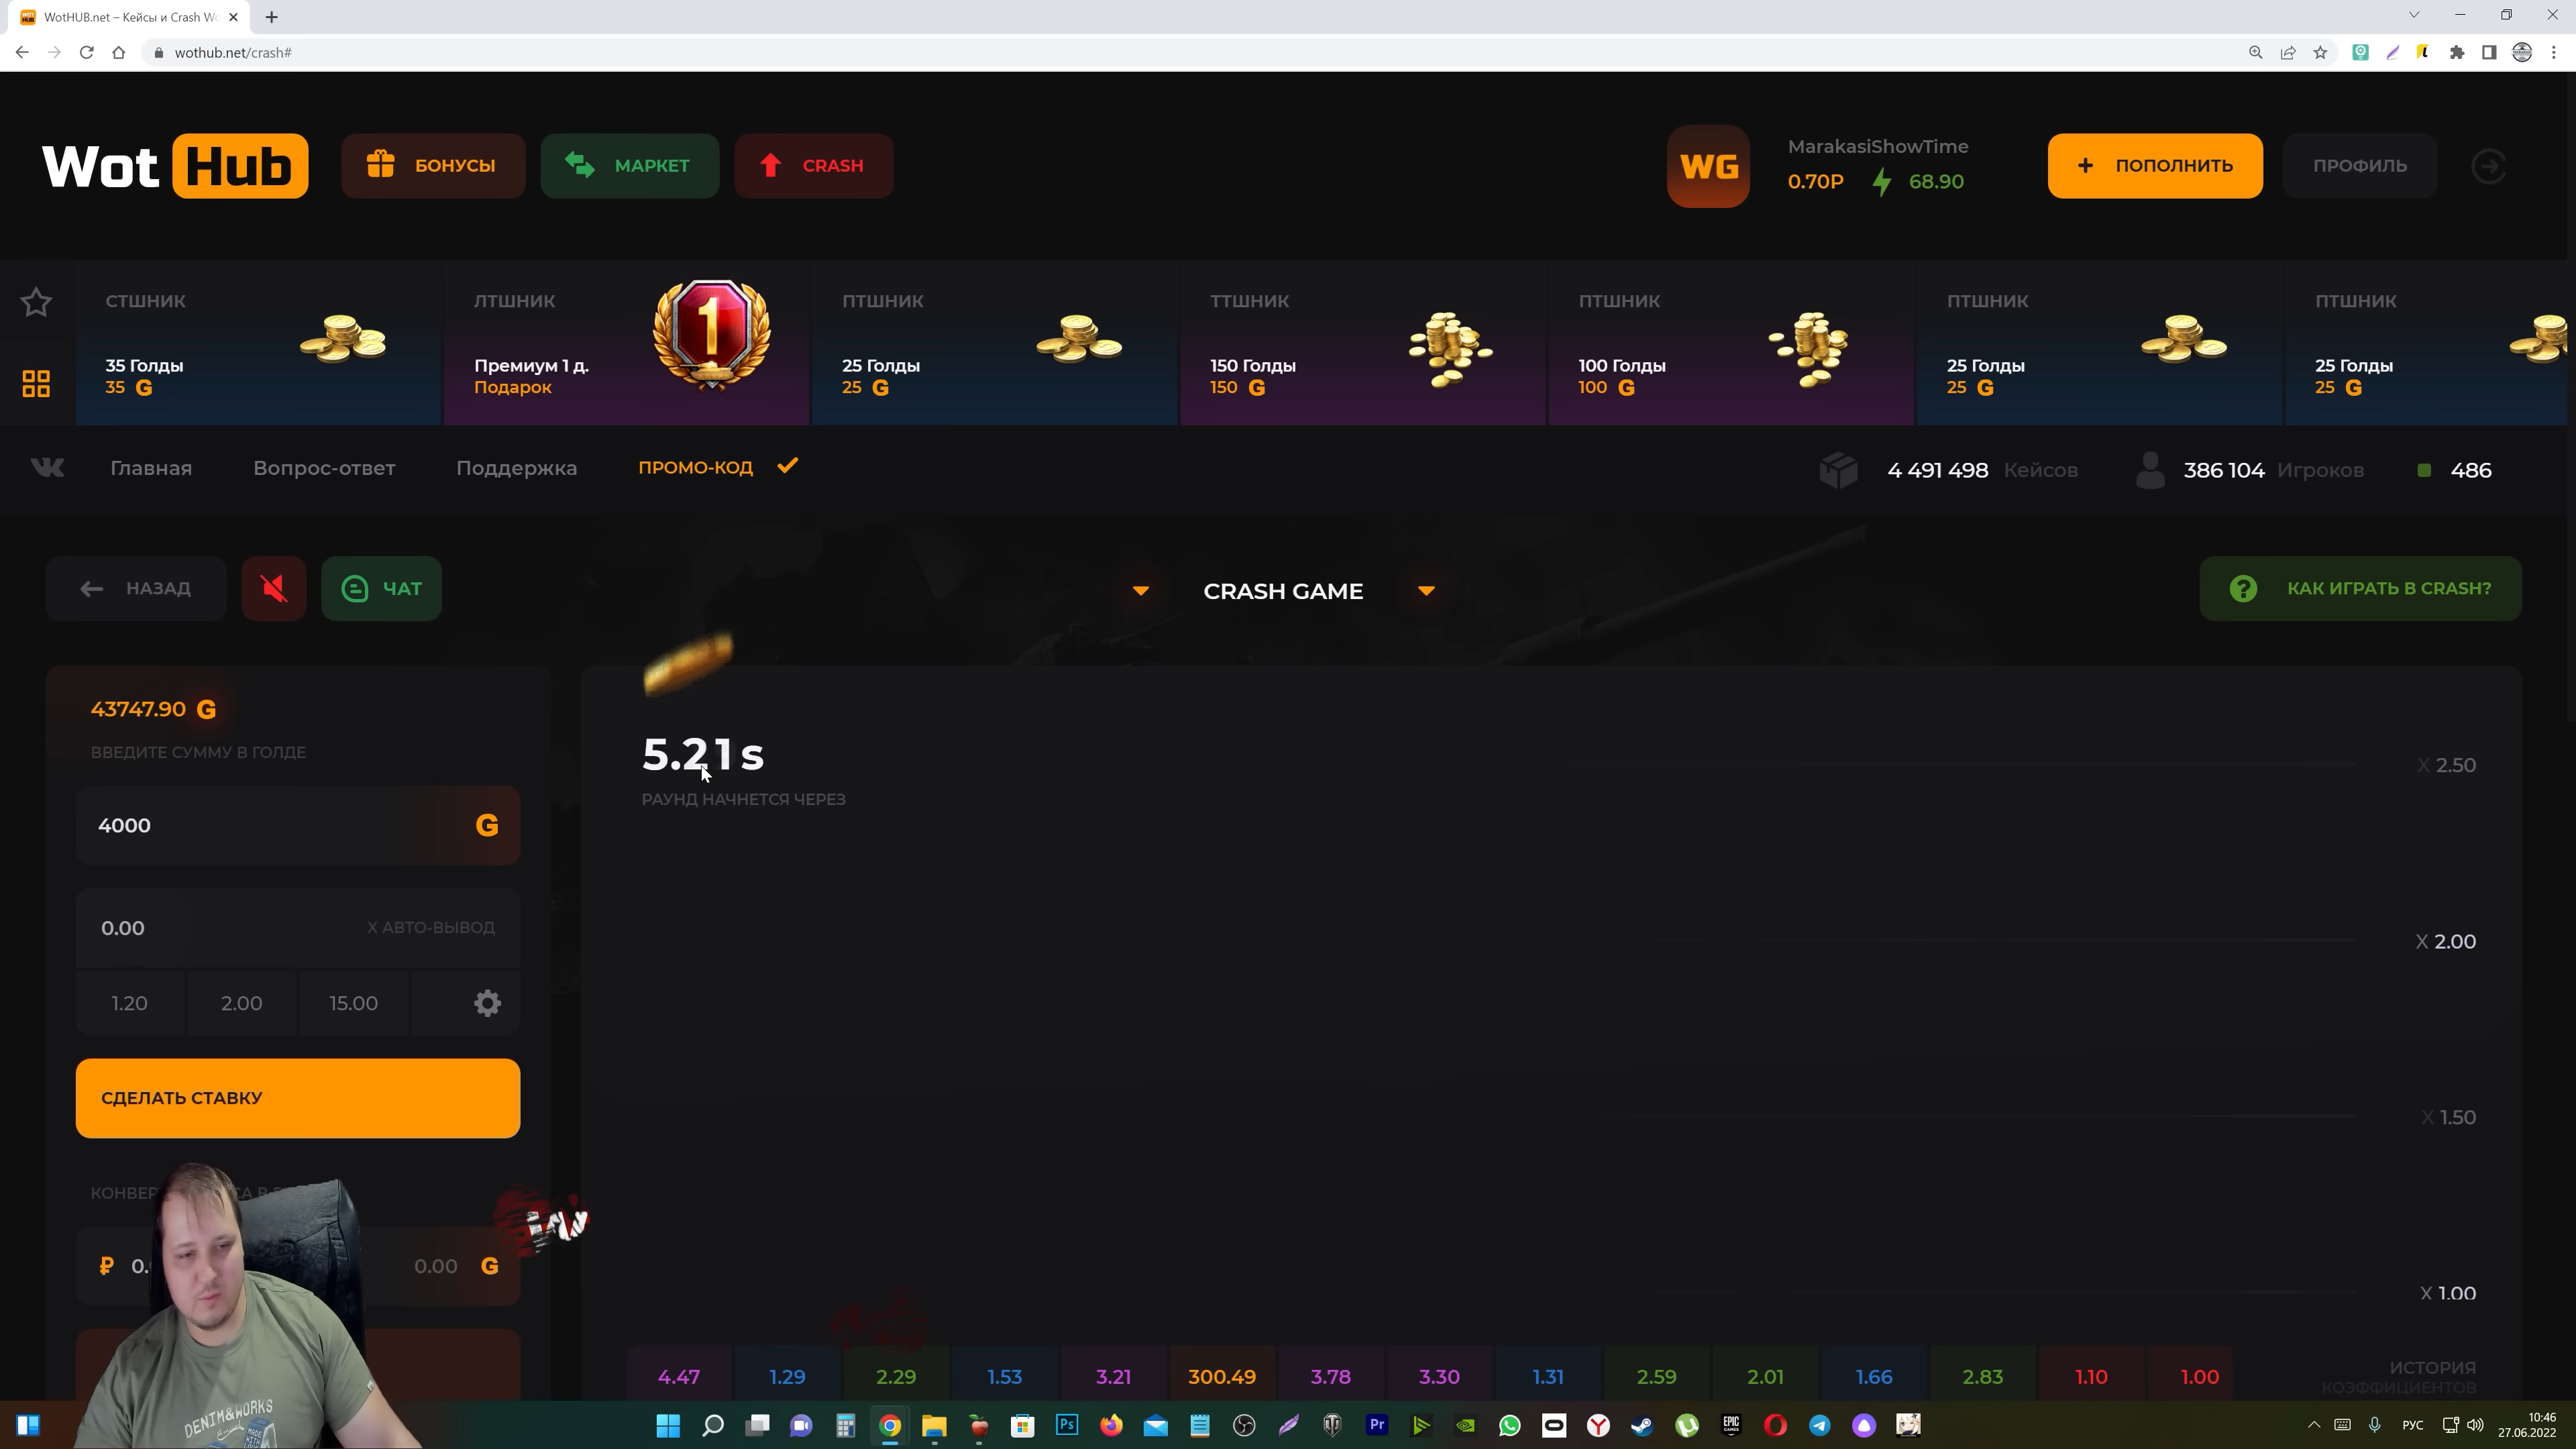 WotHUB.net – Кейсы и Crash Wo
wothub.net/crash#
Wot Hub
БОНУСЫ
МАРКЕТ
CRASH
WG
MarakasiShowTime
0.70Р 68.90
ПОПОЛНИТЬ
ПРОФИЛЬ
СТШНИК
35 Голды
35 G
ЛТШНИК
Премиум 1 д.
Подарок
1
ПТШНИК
25 Голды
25 G
ТТШНИК
150 Голды
150 G
ПТШНИК
100 Голды
100 G
ПТШНИК
25 Голды
25 G
ПТШНИК
25 Голды
25 G
Главная
Вопрос-ответ
Поддержка
ПРОМО-КОД
4 491 498 Кейсов
386 104 Игроков
486
НАЗАД
ЧАТ
CRASH GAME
КАК ИГРАТЬ В CRASH?
43747.90 G
ВВЕДИТЕ СУММУ В ГОЛДЕ
4000 G
0.00 X АВТО-ВЫВОД
1.20 2.00 15.00
СДЕЛАТЬ СТАВКУ
₽ 0.00 G
5.21s
РАУНД НАЧНЕТСЯ ЧЕРЕЗ
X 2.50
X 2.00
X 1.50
X 1.00
4.47 1.29 2.29 1.53 3.21 300.49 3.78 3.30 1.31 2.59 2.01 1.66 2.83 1.10 1.00
ИСТОРИЯ
КОЭФФИЦИЕНТОВ
DENIM&WORKS
РУС
10:46
27.06.2022